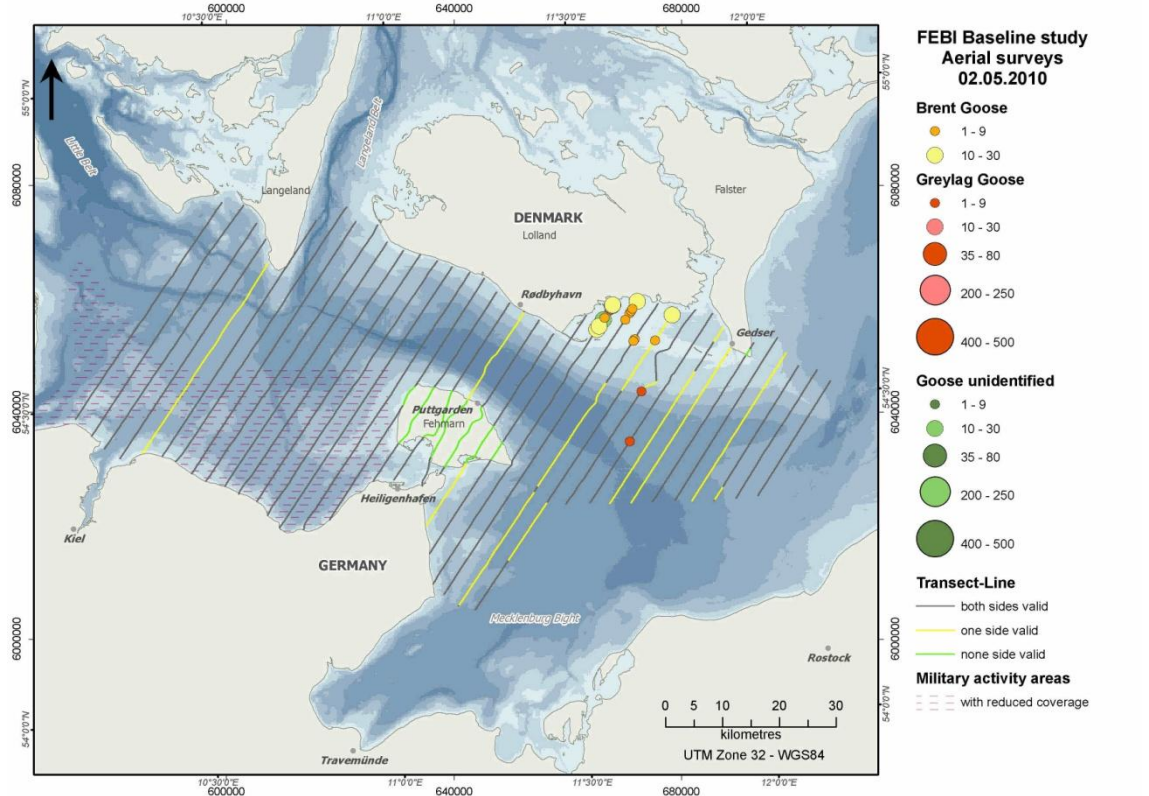 10°30'0"E
600000
11°0'0"E
640000
11°30'0"E
680000
12°0'0"E
55°0'0"N
6080000
54°30'0"N
6040000
6000000
54°0'0"N
55°0'0"N
6080000
54°30'0"N
6040000
6000000
54°0'0"N
Little Belt
Langeland Belt
Langeland
Falster
DENMARK
Lolland
Rødbyhavn
Gedser
Puttgarden
Fehmarn
Heiligenhafen
Kiel
GERMANY
Mecklenburg Bight
Rostock
Travemünde
0 5 10 20 30
kilometres
UTM Zone 32 - WGS84
10°30'0"E
600000
11°0'0"E
640000
11°30'0"E
680000
12°0'0"E
FEBI Baseline study
Aerial surveys
02.05.2010
Brent Goose
1 - 9
10 - 30
Greylag Goose
1 - 9
10 - 30
35 - 80
200 - 250
400 - 500
Goose unidentified
1 - 9
10 - 30
35 - 80
200 - 250
400 - 500
Transect-Line
both sides valid
one side valid
none side valid
Military activity areas
with reduced coverage